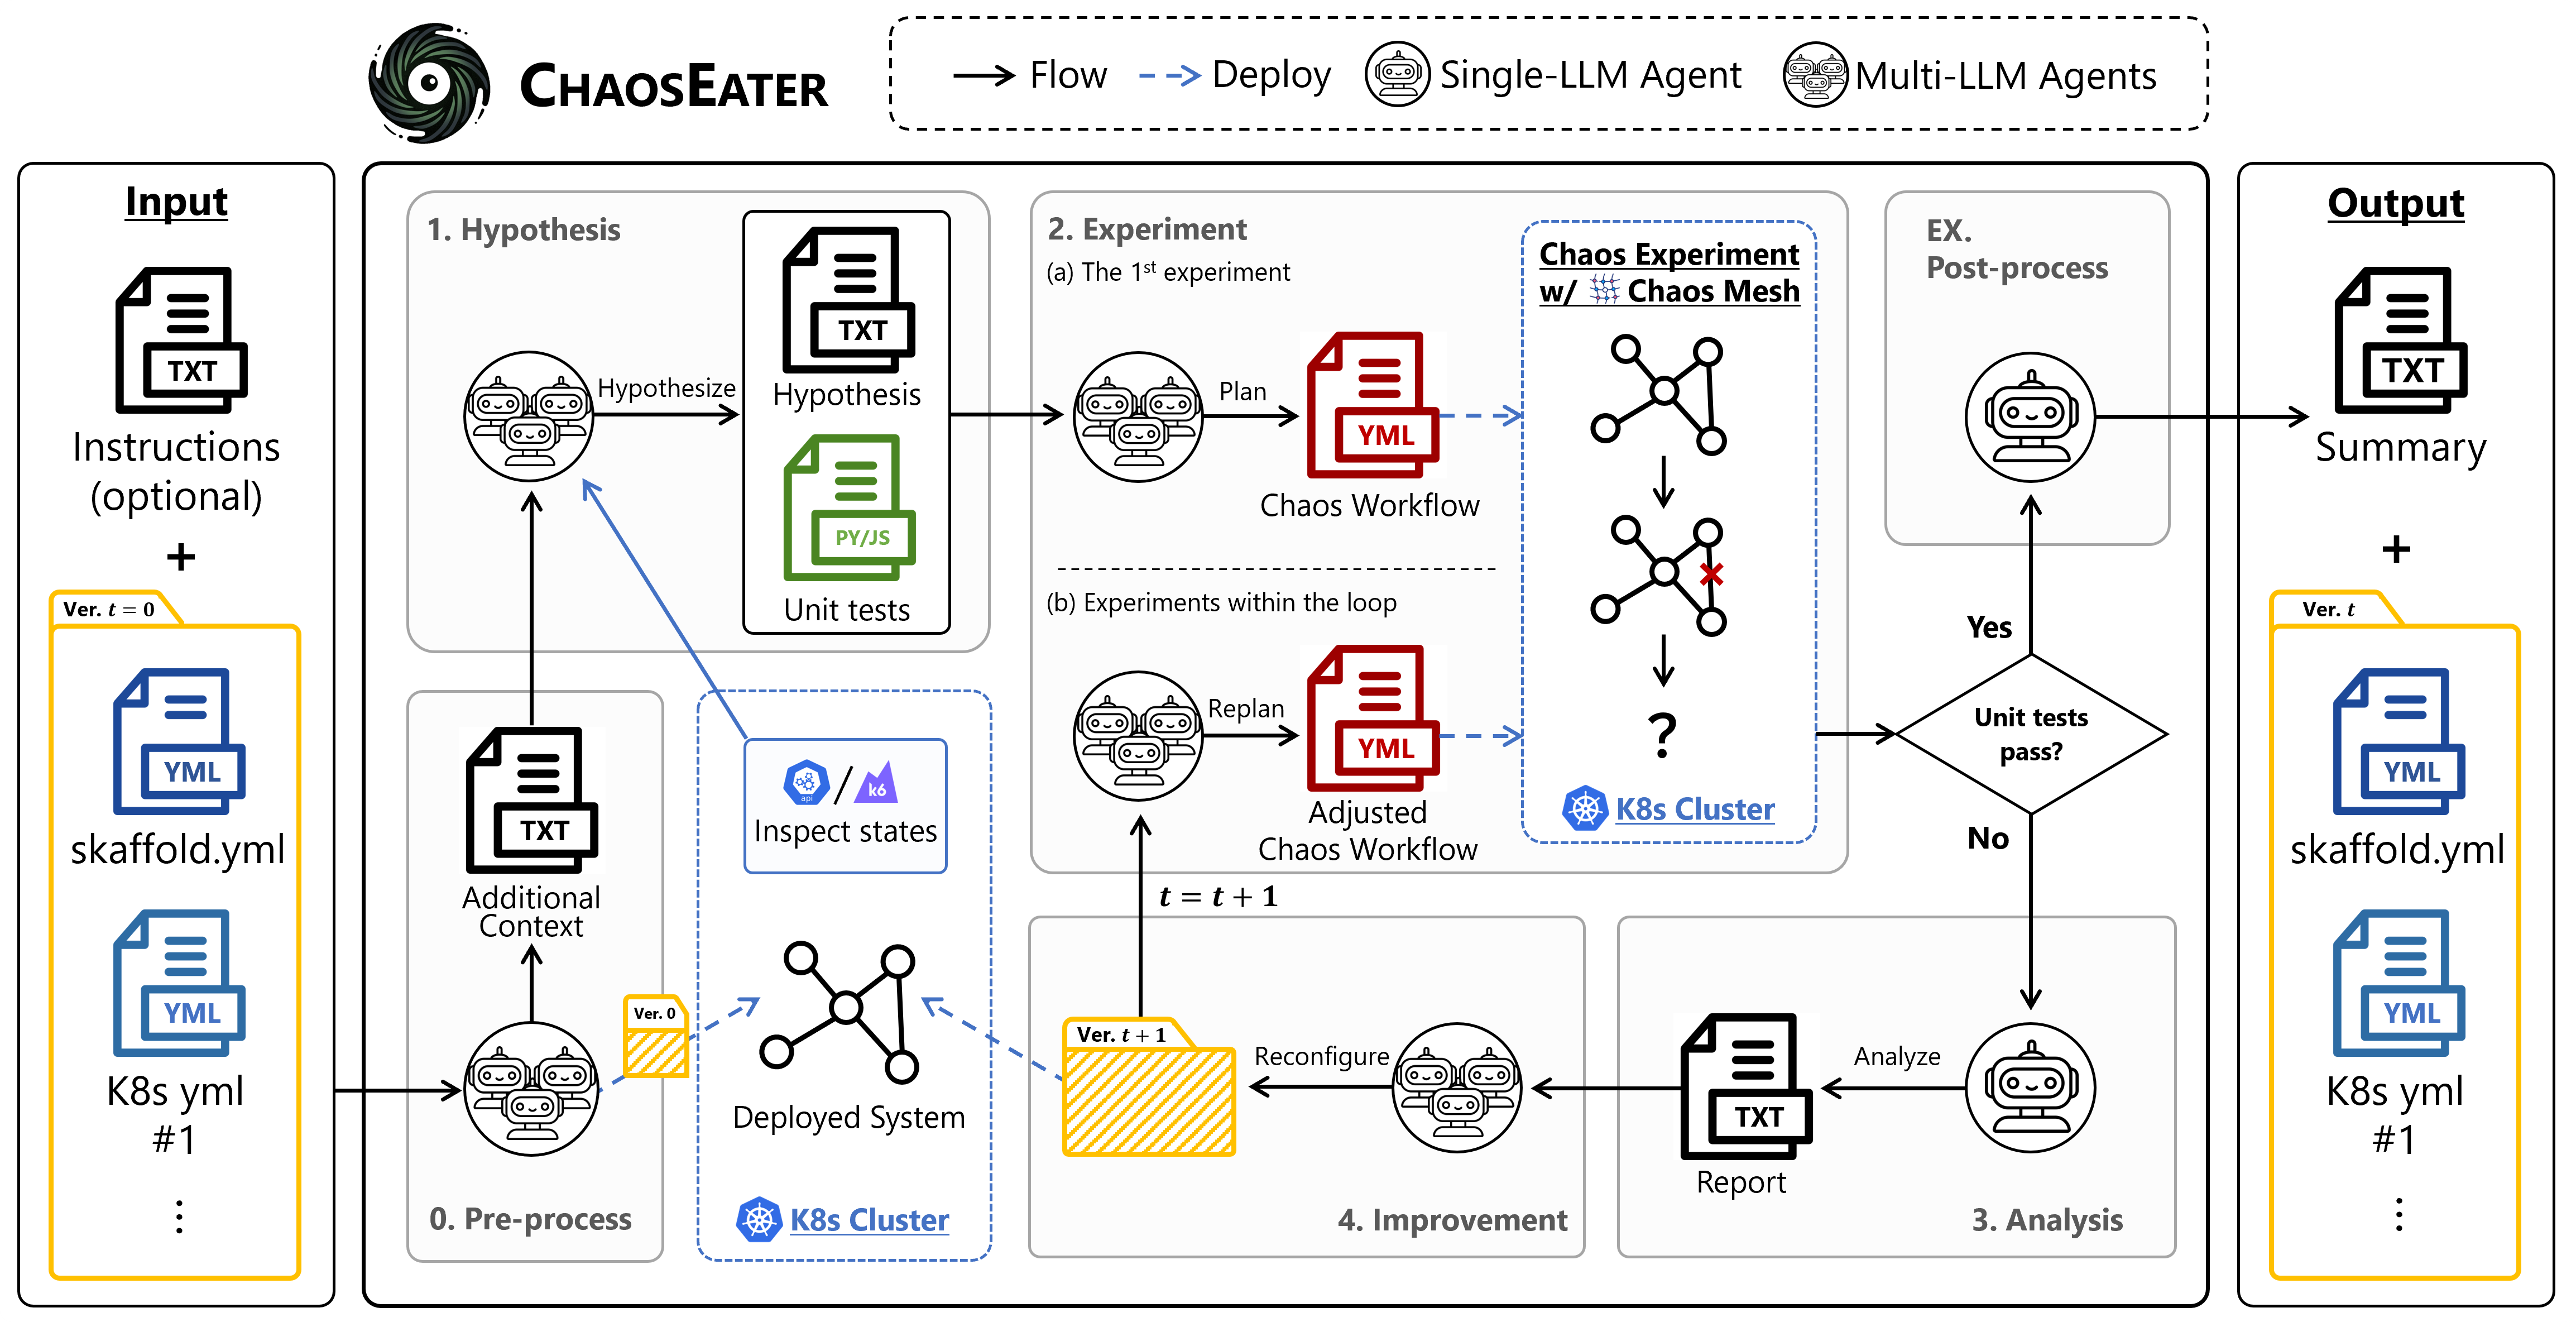 CHAOSEATER
Flow
Deploy
Single-LLM Agent
Multi-LLM Agents
Input
TXT
Instructions
(optional)
+
Ver. t = 0
YML
skaffold.yml
YML
K8s yml
#1
⋮
1. Hypothesis
Hypothesize
TXT
Hypothesis
PY/JS
Unit tests
TXT
Additional
Context
Ver. 0
0. Pre-process
api
/
k6
Inspect states
Deployed System
K8s Cluster
2. Experiment
(a) The 1st experiment
Plan
YML
Chaos Workflow
(b) Experiments within the loop
Replan
YML
Adjusted
Chaos Workflow
Chaos Experiment
w/ Chaos Mesh
?
K8s Cluster
t = t + 1
Ver. t + 1
Reconfigure
4. Improvement
EX.
Post-process
Yes
Unit tests
pass?
No
Analyze
TXT
Report
3. Analysis
Output
TXT
Summary
+
Ver. t
YML
skaffold.yml
YML
K8s yml
#1
⋮